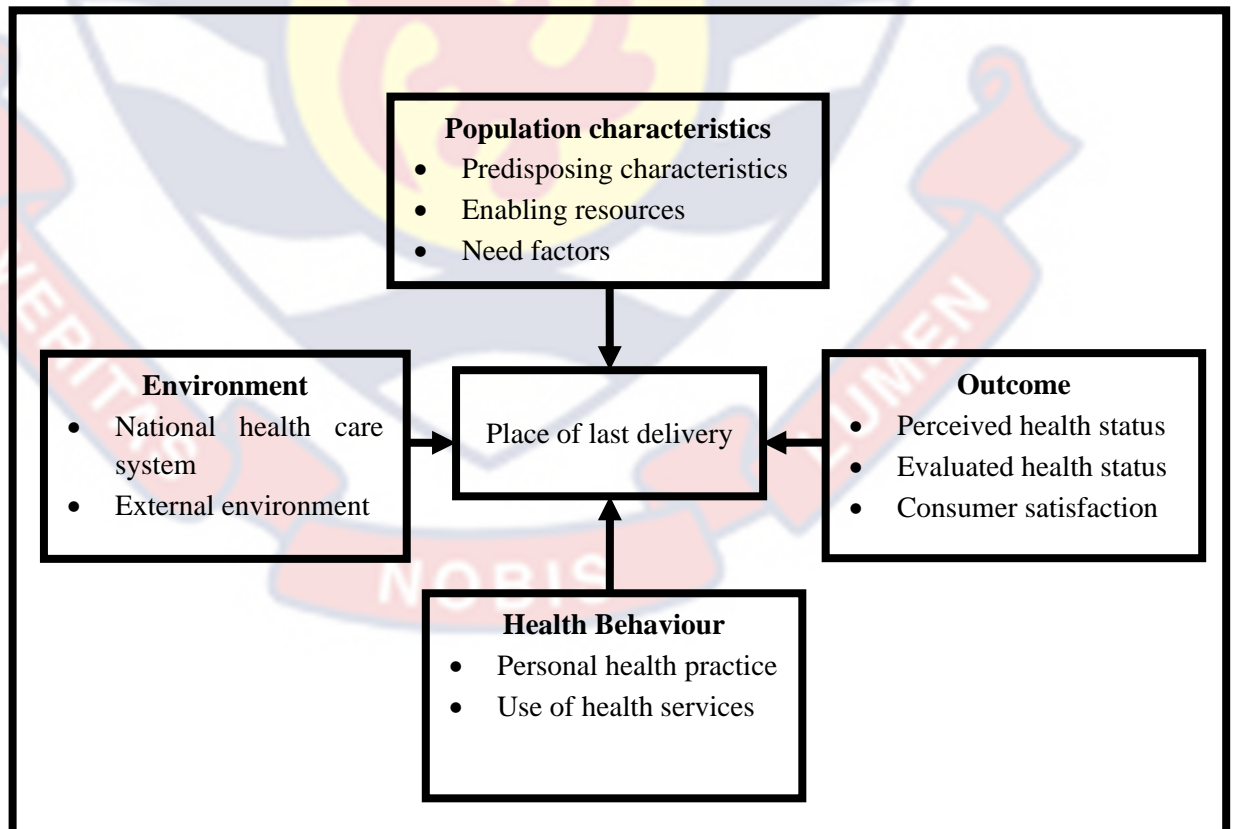 Population characteristics
• Predisposing characteristics
• Enabling resources
• Need factors
Environment
• National health care
system
• External environment
Place of last delivery
Outcome
• Perceived health status
• Evaluated health status
• Consumer satisfaction
Health Behaviour
• Personal health practice
• Use of health services
VERITAS
NOBIS
LUMEN